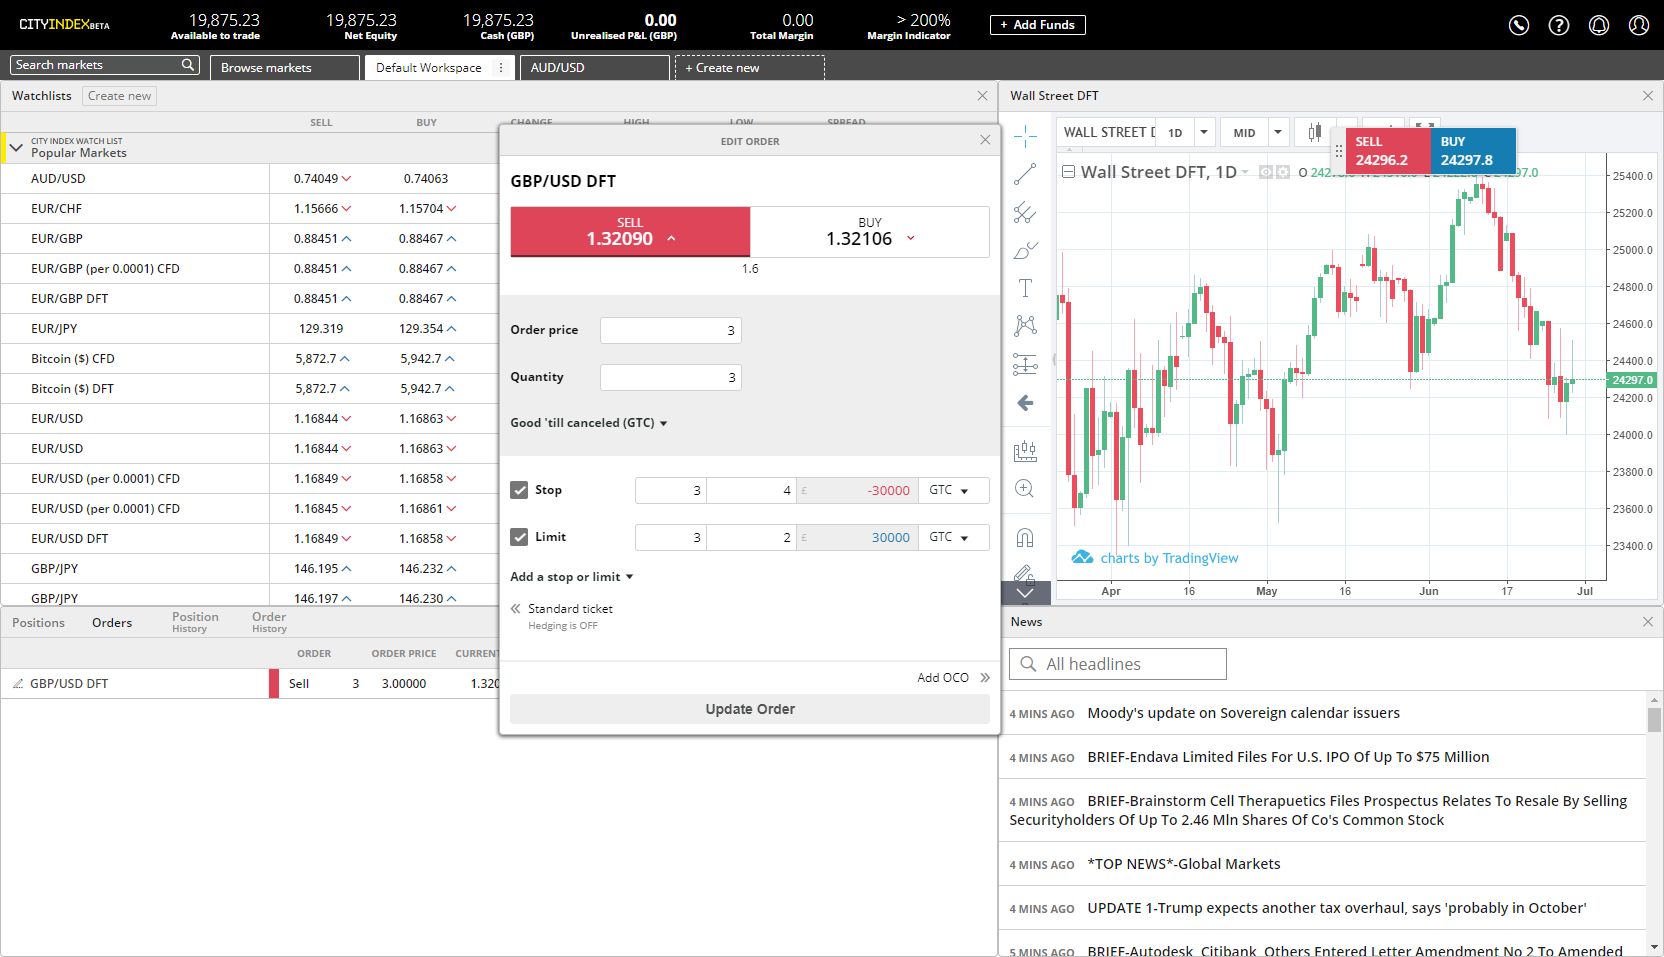 CITYINDEX BETA
19,875.23
Available to trade
19,875.23
Net Equity
19,875.23
Cash (GBP)
0.00
Unrealised P&L (GBP)
0.00
Total Margin
> 200%
Margin Indicator
+ Add Funds
Search markets
Browse markets
Default Workspace
AUD/USD
+ Create new
Watchlists
Create new
SELL BUY CHANGE HIGH LOW SPREAD
CITY INDEX WATCH LIST
Popular Markets
AUD/USD 0.74049 0.74063
EUR/CHF 1.15666 1.15704
EUR/GBP 0.88451 0.88467
EUR/GBP (per 0.0001) CFD 0.88451 0.88467
EUR/GBP DFT 0.88451 0.88467
EUR/JPY 129.319 129.354
Bitcoin ($) CFD 5,872.7 5,942.7
Bitcoin ($) DFT 5,872.7 5,942.7
EUR/USD 1.16844 1.16863
EUR/USD 1.16844 1.16863
EUR/USD (per 0.0001) CFD 1.16849 1.16858
EUR/USD (per 0.0001) CFD 1.16845 1.16861
EUR/USD DFT 1.16849 1.16858
GBP/JPY 146.195 146.232
GBP/JPY 146.197 146.230
Positions
Orders
Position History
Order History
ORDER ORDER PRICE CURRENT
GBP/USD DFT Sell 3 3.00000 1.320
EDIT ORDER
GBP/USD DFT
SELL
1.32090
BUY
1.32106
1.6
Order price 3
Quantity 3
Good 'till canceled (GTC)
Stop 3 4 £ -30000 GTC
Limit 3 2 £ 30000 GTC
Add a stop or limit
Standard ticket
Hedging is OFF
Add OCO
Update Order
Wall Street DFT
WALL STREET D
1D
MID
SELL
24296.2
BUY
24297.8
Wall Street DFT, 1D
O
25400.0
25200.0
25000.0
24800.0
24600.0
24400.0
24297.0
24200.0
24000.0
23800.0
23600.0
23400.0
charts by TradingView
Apr 16 May 16 Jun 17 Jul
T
News
All headlines
4 MINS AGO Moody's update on Sovereign calendar issuers
4 MINS AGO BRIEF-Endava Limited Files For U.S. IPO Of Up To $75 Million
4 MINS AGO BRIEF-Brainstorm Cell Therapuetics Files Prospectus Relates To Resale By Selling
Securityholders Of Up To 2.46 Mln Shares Of Co's Common Stock
4 MINS AGO *TOP NEWS*-Global Markets
4 MINS AGO UPDATE 1-Trump expects another tax overhaul, says 'probably in October'
5 MINS AGO BRIEF-Autodesk, Citibank, Others Entered Letter Amendment No 2 To Amended